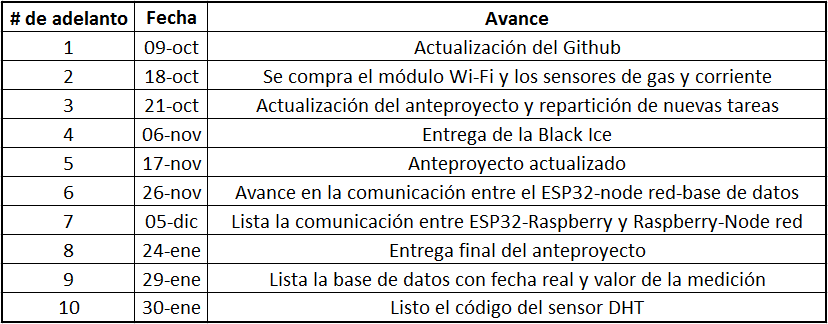 # de adelanto Fecha Avance
1 09-oct Actualización del Github
2 18-oct Se compra el módulo Wi-Fi y los sensores de gas y corriente
3 21-oct Actualización del anteproyecto y repartición de nuevas tareas
4 06-nov Entrega de la Black Ice
5 17-nov Anteproyecto actualizado
6 26-nov Avance en la comunicación entre el ESP32-node red-base de datos
7 05-dic Lista la comunicación entre ESP32-Raspberry y Raspberry-Node red
8 24-ene Entrega final del anteproyecto
9 29-ene Lista la base de datos con fecha real y valor de la medición
10 30-ene Listo el código del sensor DHT